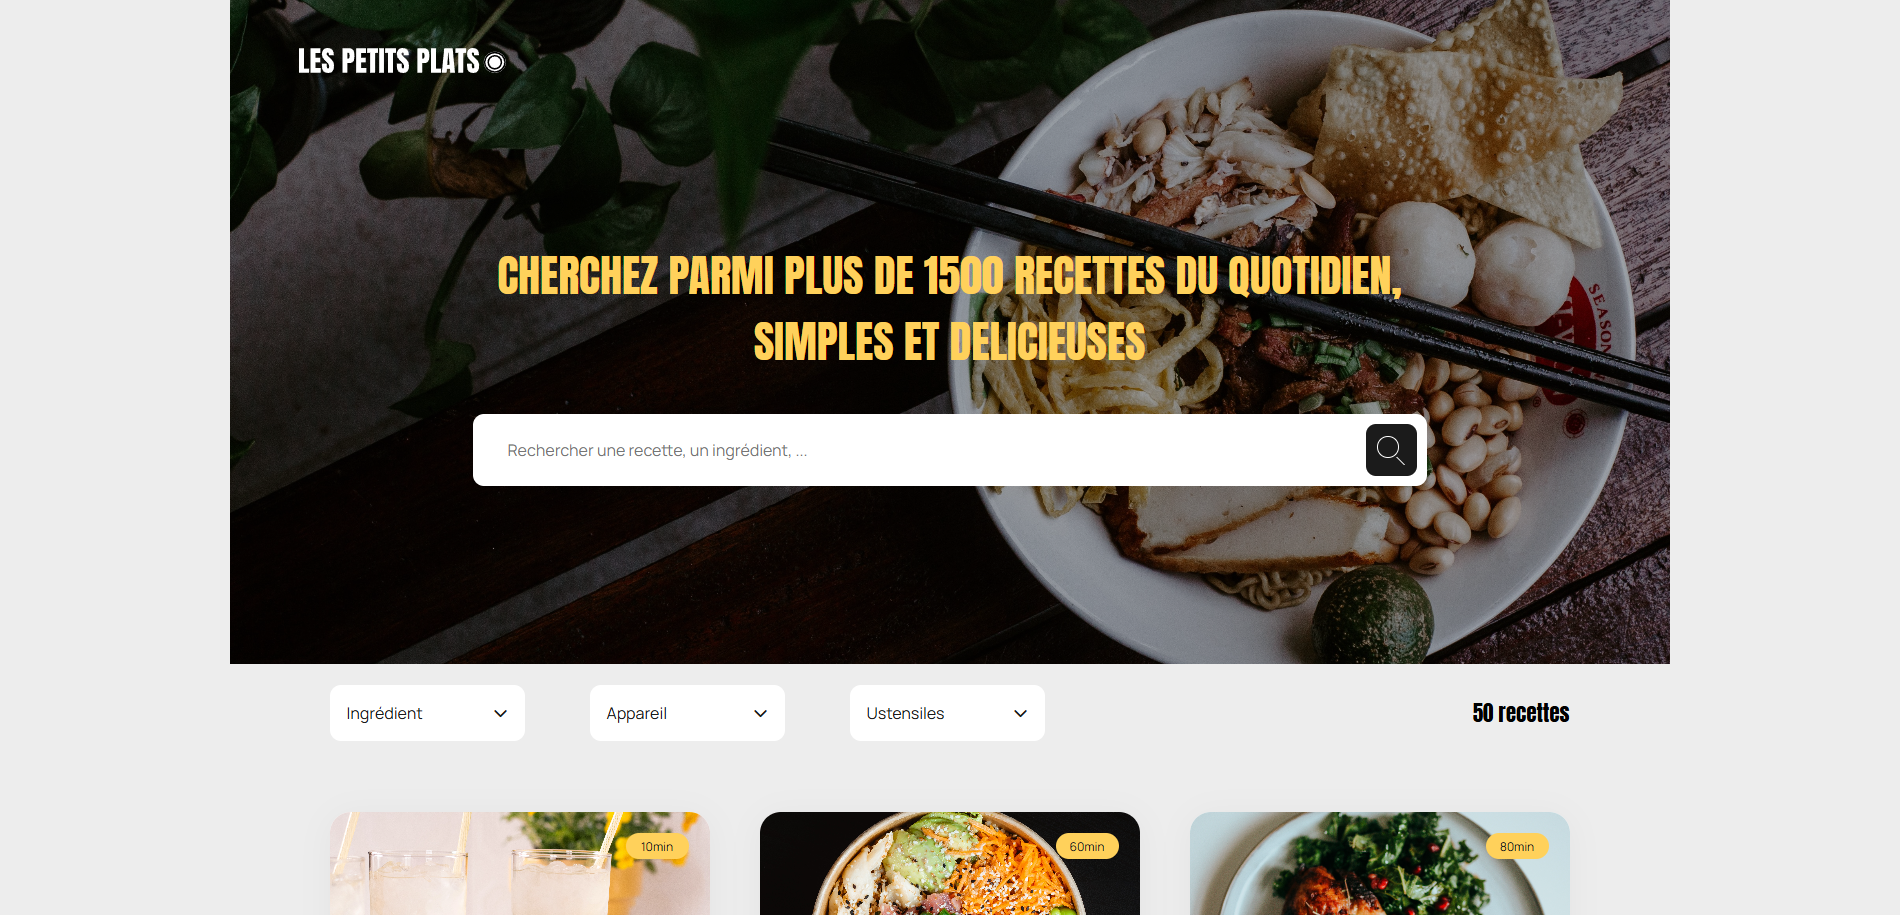 LES PETITS PLATS
CHERCHEZ PARMI PLUS DE 1500 RECETTES DU QUOTIDIEN,
SIMPLES ET DELICIEUSES
SEASON
Rechercher une recette, un ingrédient, ...
Ingrédient
Appareil
Ustensiles
50 recettes
10min
60min
80min